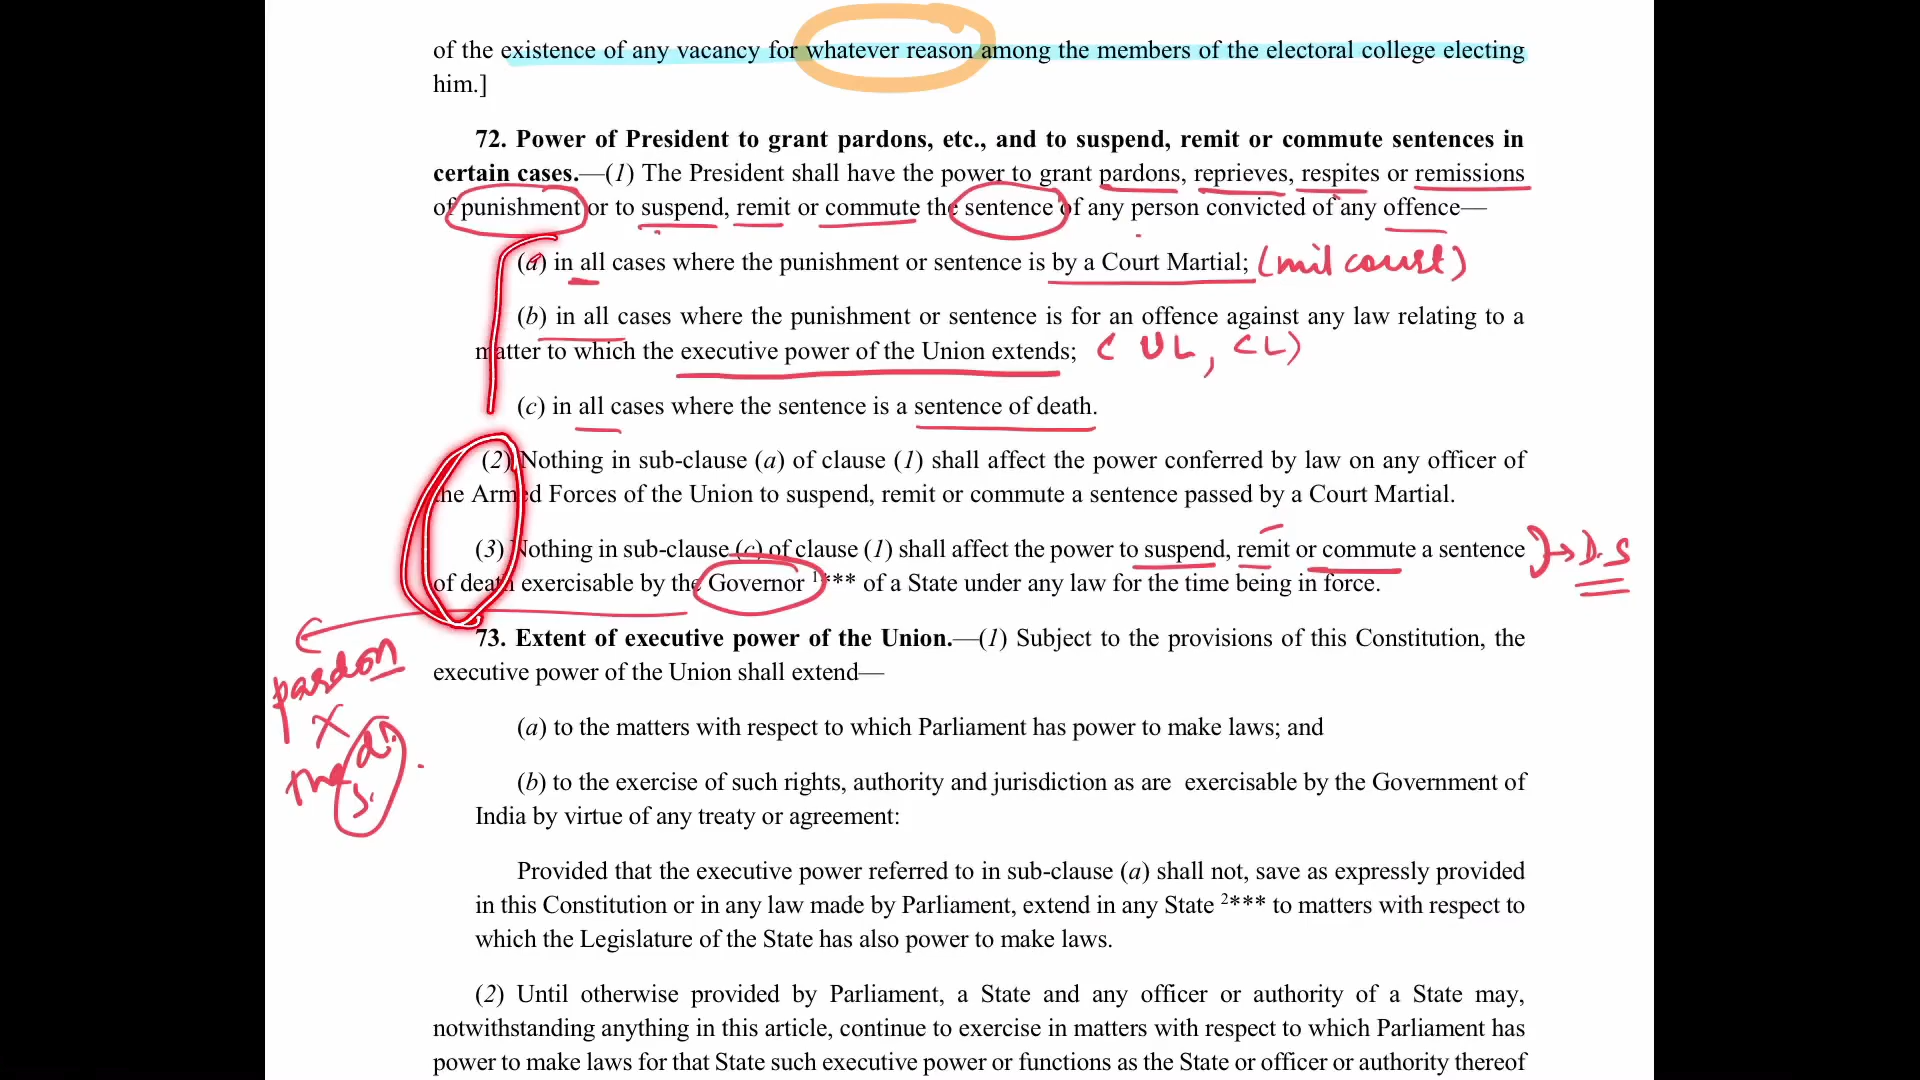 of the existence of any vacancy for whatever reason among the members of the electoral college electing
him.]
72. Power of President to grant pardons, etc., and to suspend, remit or commute sentences in
certain cases.—(1) The President shall have the power to grant pardons, reprieves, respites or remissions
of punishment or to suspend, remit or commute the sentence of any person convicted of any offence—
(a) in all cases where the punishment or sentence is by a Court Martial; (mil court)
(b) in all cases where the punishment or sentence is for an offence against any law relating to a
matter to which the executive power of the Union extends; ( UL, CL)
(c) in all cases where the sentence is a sentence of death.
(2) Nothing in sub-clause (a) of clause (1) shall affect the power conferred by law on any officer of
the Armed Forces of the Union to suspend, remit or commute a sentence passed by a Court Martial.
(3) Nothing in sub-clause (c) of clause (1) shall affect the power to suspend, remit or commute a sentence } → D.S
of death exercisable by the Governor 1*** of a State under any law for the time being in force.
73. Extent of executive power of the Union.—(1) Subject to the provisions of this Constitution, the
executive power of the Union shall extend—
pardon
X
the d.
s.
(a) to the matters with respect to which Parliament has power to make laws; and
(b) to the exercise of such rights, authority and jurisdiction as are exercisable by the Government of
India by virtue of any treaty or agreement:
Provided that the executive power referred to in sub-clause (a) shall not, save as expressly provided
in this Constitution or in any law made by Parliament, extend in any State 2*** to matters with respect to
which the Legislature of the State has also power to make laws.
(2) Until otherwise provided by Parliament, a State and any officer or authority of a State may,
notwithstanding anything in this article, continue to exercise in matters with respect to which Parliament has
power to make laws for that State such executive power or functions as the State or officer or authority thereof